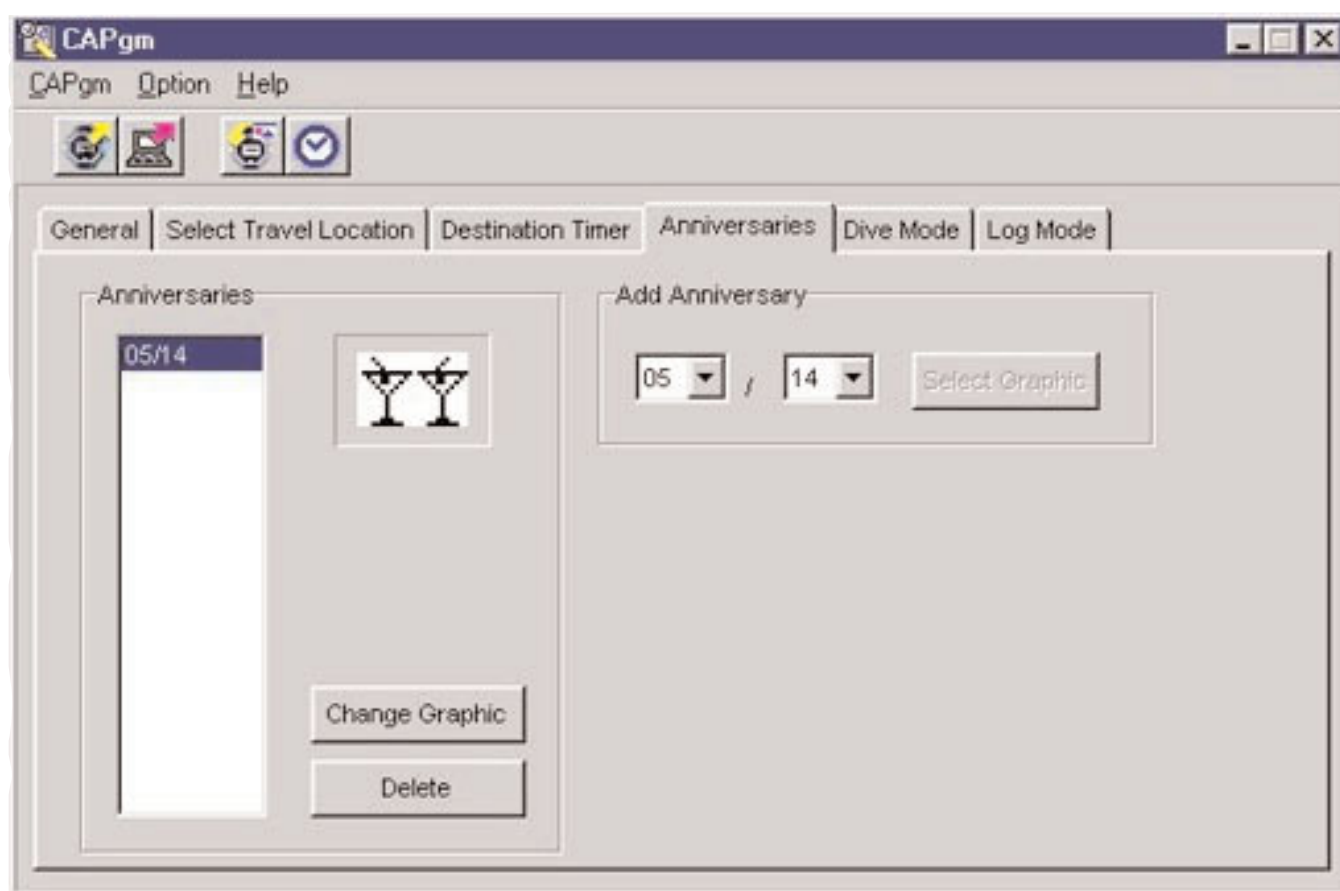 CAPgm
CAPgm Option Help
General Select Travel Location Destination Timer Anniversaries Dive Mode Log Mode
Anniversaries
05/14
Change Graphic
Delete
Add Anniversary
05 / 14 Select Graphic